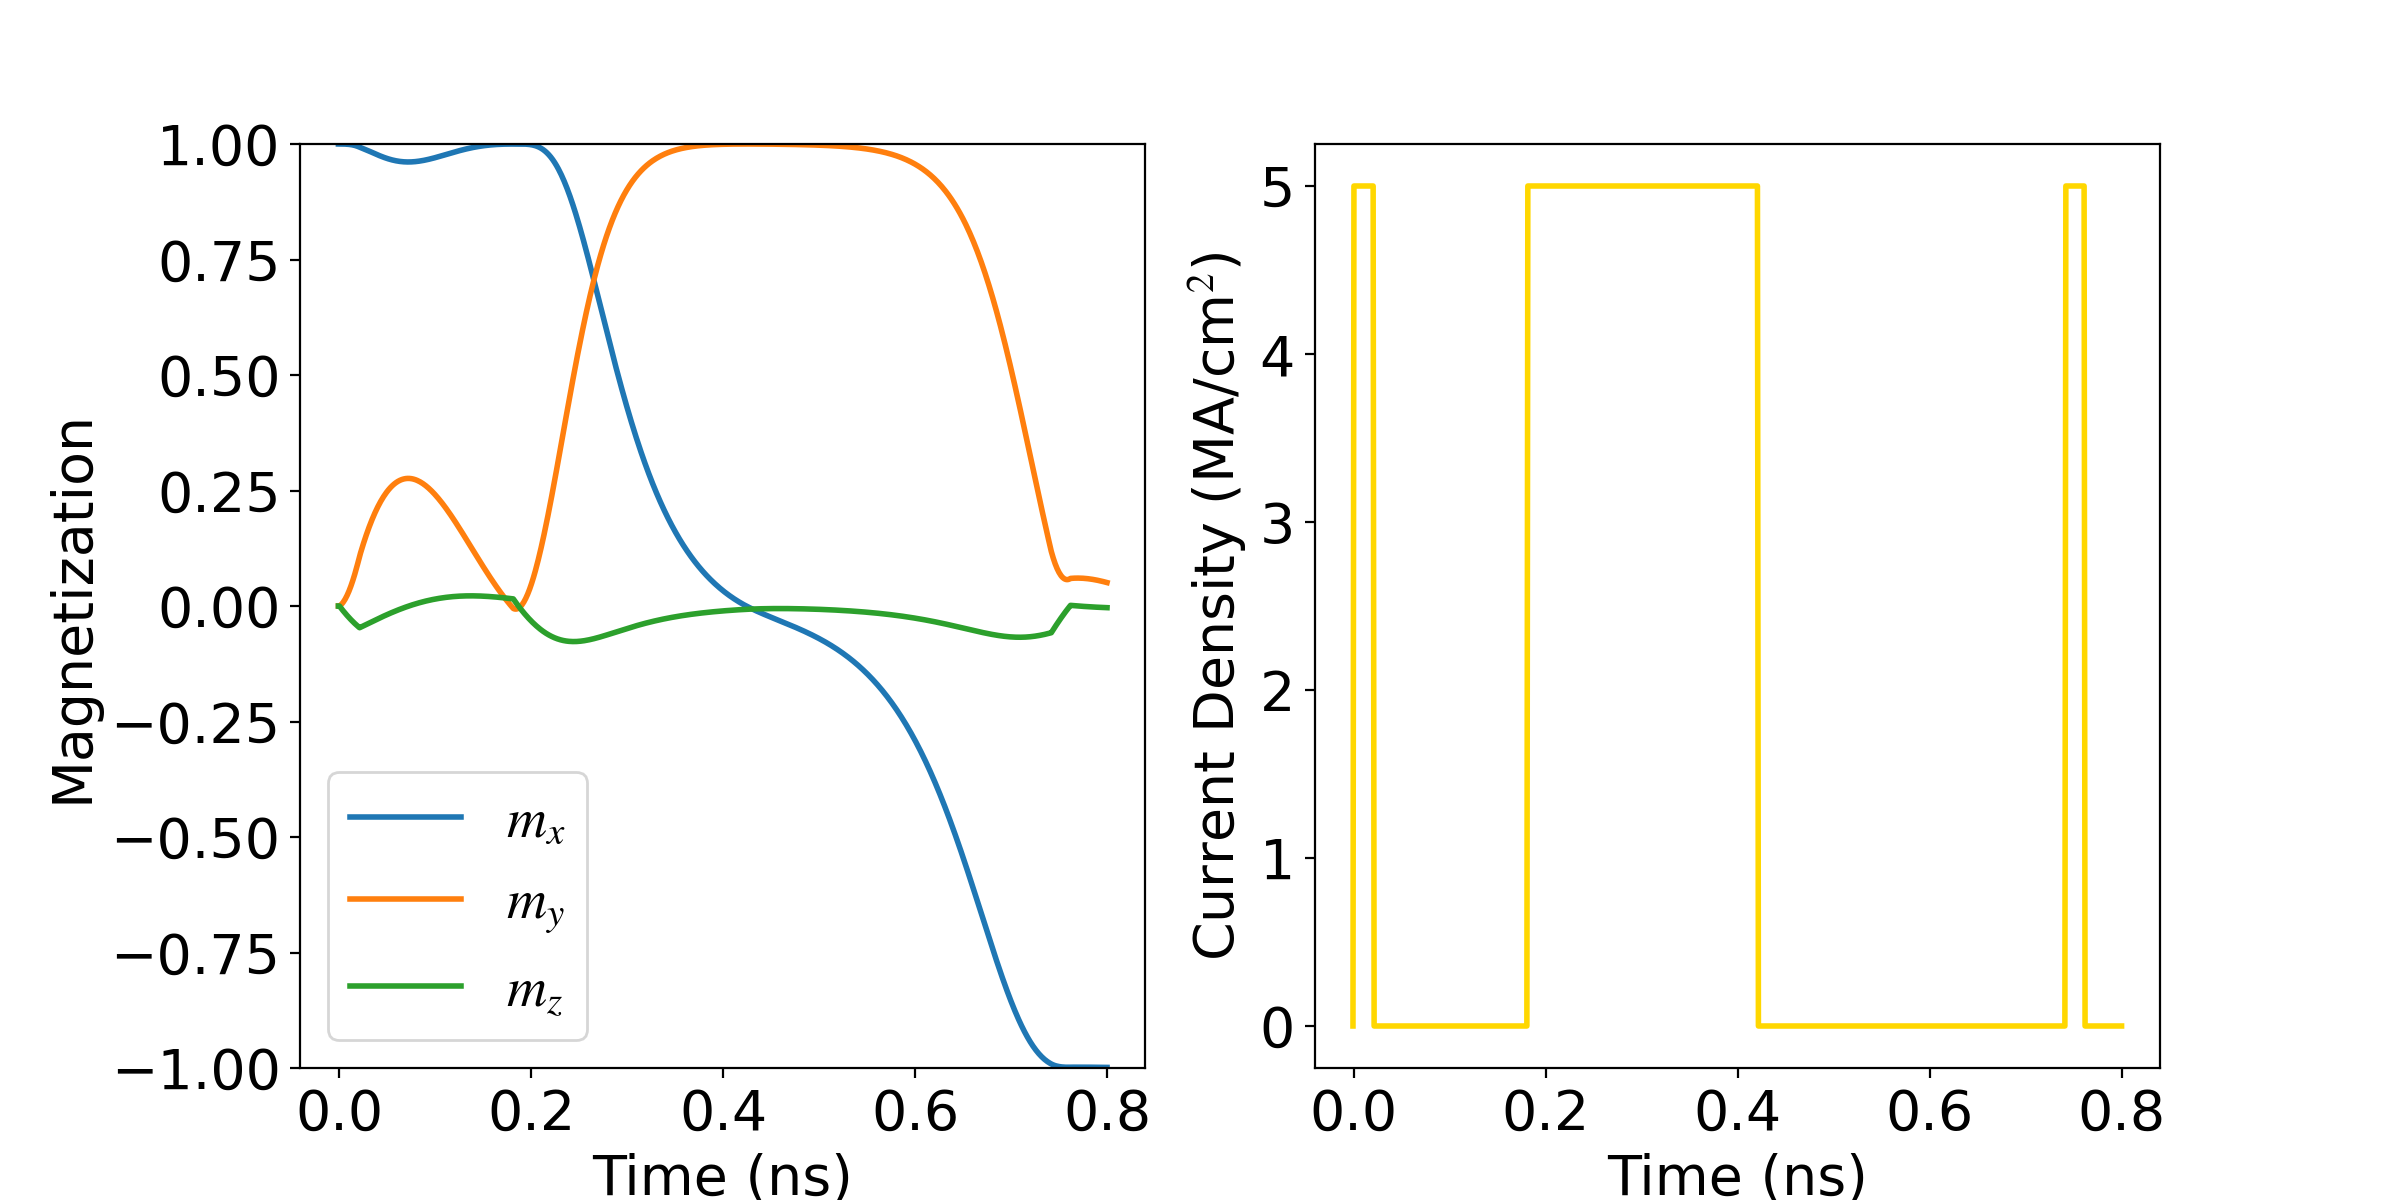 Magnetization
1.00
0.75
0.50
0.25
0.00
−0.25
−0.50
−0.75
−1.00
m_x
m_y
m_z
0.0 0.2 0.4 0.6 0.8
Time (ns)
Current Density (MA/cm²)
5
4
3
2
1
0
0.0 0.2 0.4 0.6 0.8
Time (ns)